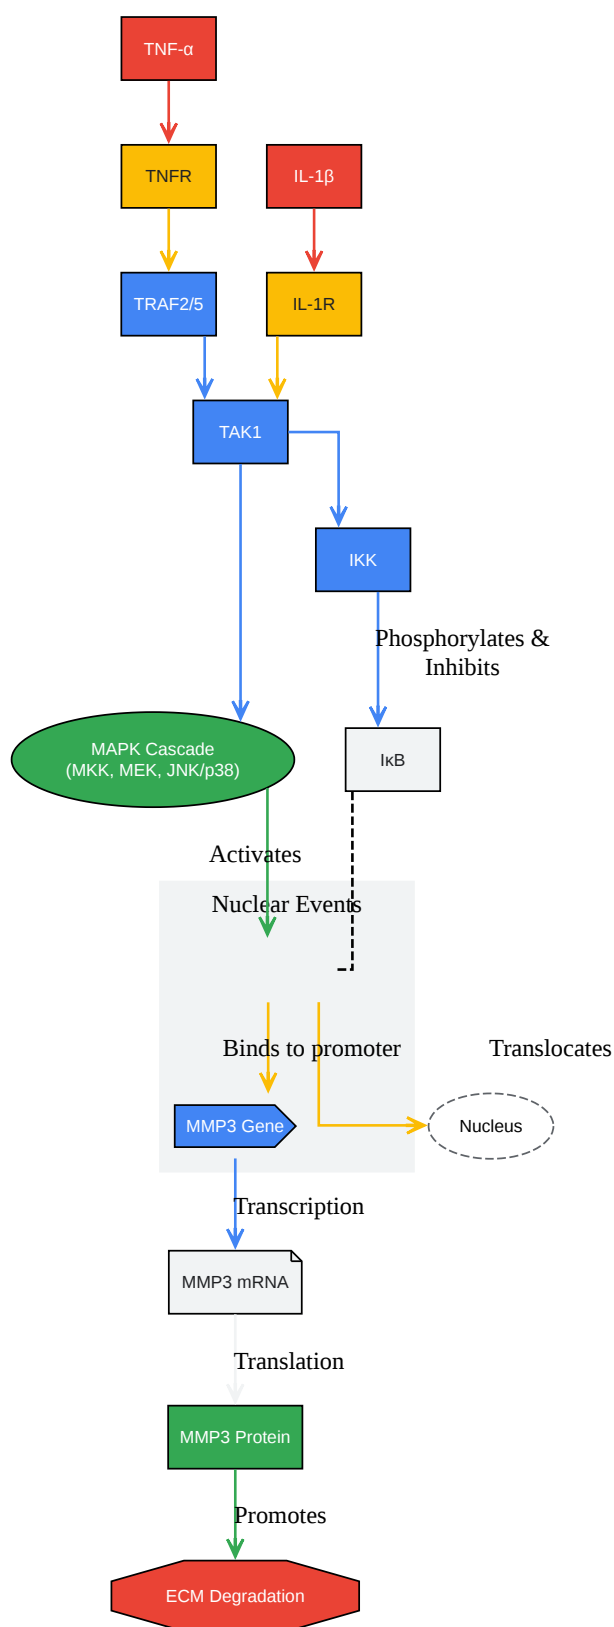 TNF-α
TNFR
IL-1β
TRAF2/5
IL-1R
TAK1
IKK
Phosphorylates &
Inhibits
MAPK Cascade
(MKK, MEK, JNK/p38)
IκB
Activates
Nuclear Events
Binds to promoter
Translocates
MMP3 Gene
Nucleus
Transcription
MMP3 mRNA
Translation
MMP3 Protein
Promotes
ECM Degradation